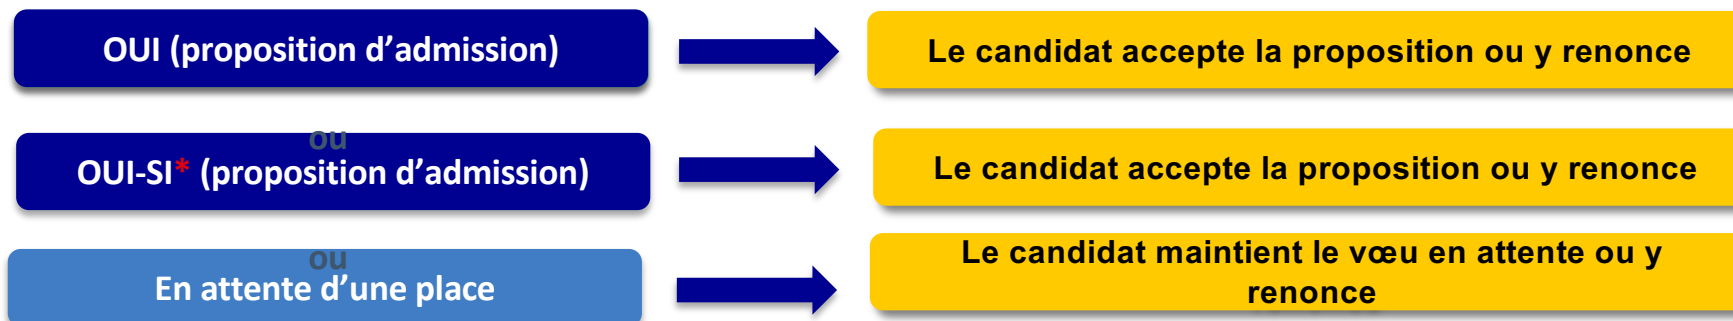 OUI (proposition d’admission)
Le candidat accepte la proposition ou y renonce
ou
OUI-SI* (proposition d’admission)
Le candidat accepte la proposition ou y renonce
ou
En attente d’une place
Le candidat maintient le vœu en attente ou y
renonce